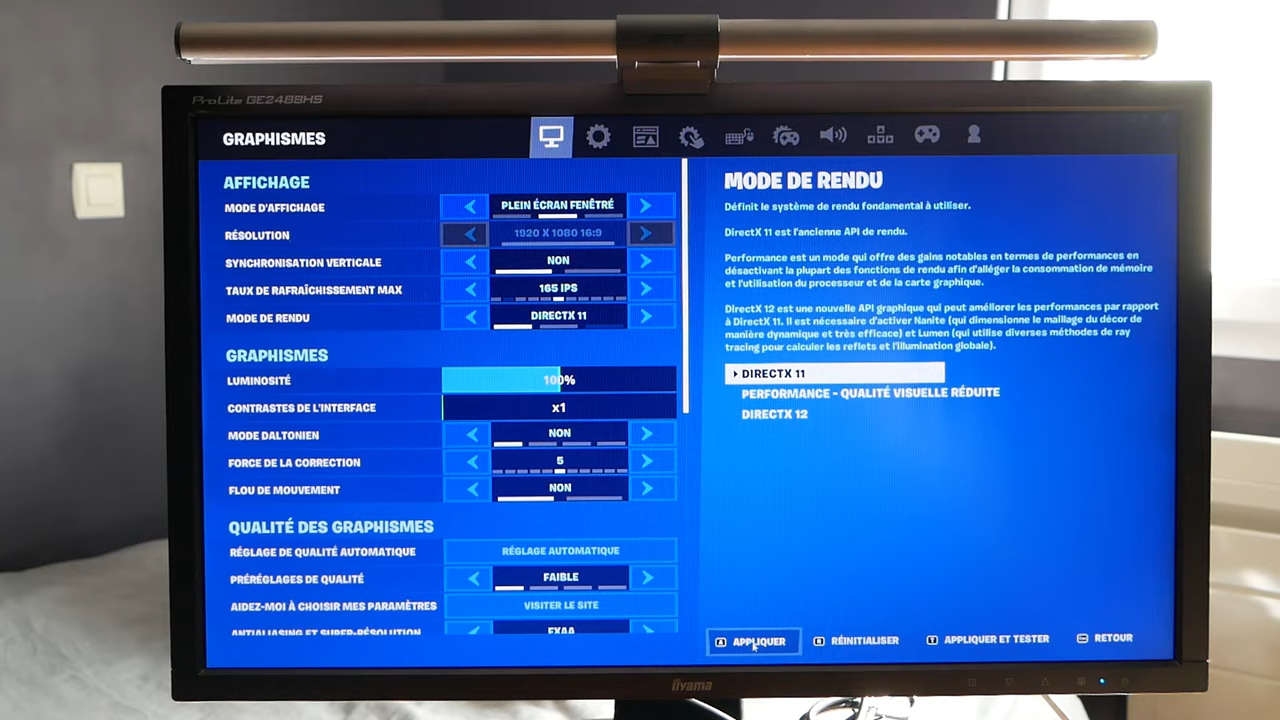 ProLite GE2488HS
GRAPHISMES
AFFICHAGE
MODE D'AFFICHAGE
PLEIN ÉCRAN FENÊTRÉ
RÉSOLUTION
1920 X 1080 16:9
SYNCHRONISATION VERTICALE
NON
TAUX DE RAFRAÎCHISSEMENT MAX
165 IPS
MODE DE RENDU
DIRECTX 11
GRAPHISMES
LUMINOSITÉ
100%
CONTRASTES DE L'INTERFACE
x1
MODE DALTONIEN
NON
FORCE DE LA CORRECTION
5
FLOU DE MOUVEMENT
NON
QUALITÉ DES GRAPHISMES
RÉGLAGE DE QUALITÉ AUTOMATIQUE
RÉGLAGE AUTOMATIQUE
PRÉRÉGLAGES DE QUALITÉ
FAIBLE
AIDEZ-MOI À CHOISIR MES PARAMÈTRES
VISITER LE SITE
ANTIALIASING ET SUPER-RÉSOLUTION
FXAA
MODE DE RENDU
Définit le système de rendu fondamental à utiliser.
DirectX 11 est l'ancienne API de rendu.
Performance est un mode qui offre des gains notables en termes de performances en
désactivant la plupart des fonctions de rendu afin d'alléger la consommation de mémoire
et l'utilisation du processeur et de la carte graphique.
DirectX 12 est une nouvelle API graphique qui peut améliorer les performances par rapport
à DirectX 11. Il est nécessaire d'activer Nanite (qui dimensionne le maillage du décor de
manière dynamique et très efficace) et Lumen (qui utilise diverses méthodes de ray
tracing pour calculer les reflets et l'illumination globale).
DIRECTX 11
PERFORMANCE - QUALITÉ VISUELLE RÉDUITE
DIRECTX 12
A APPLIQUER
R RÉINITIALISER
T APPLIQUER ET TESTER
RETOUR
iiyama